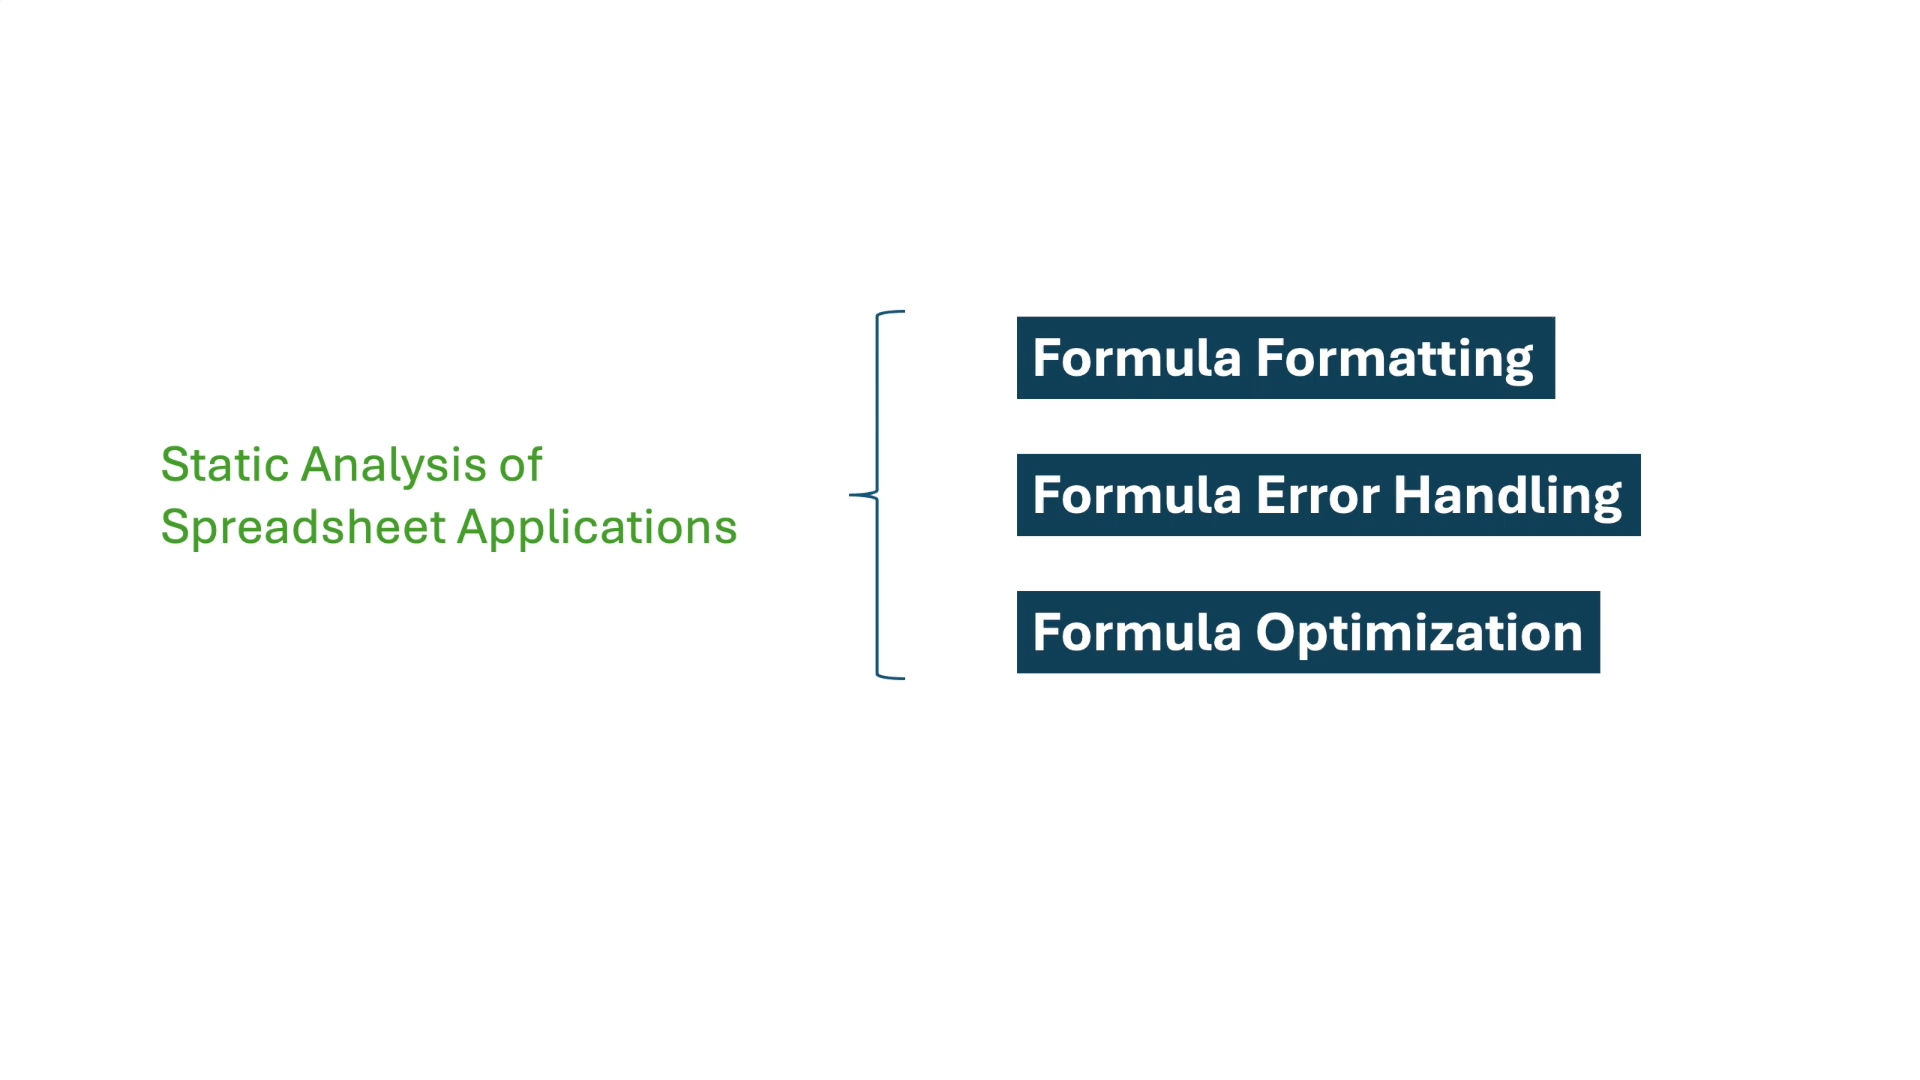 Static Analysis of
Spreadsheet Applications
Formula Formatting
Formula Error Handling
Formula Optimization